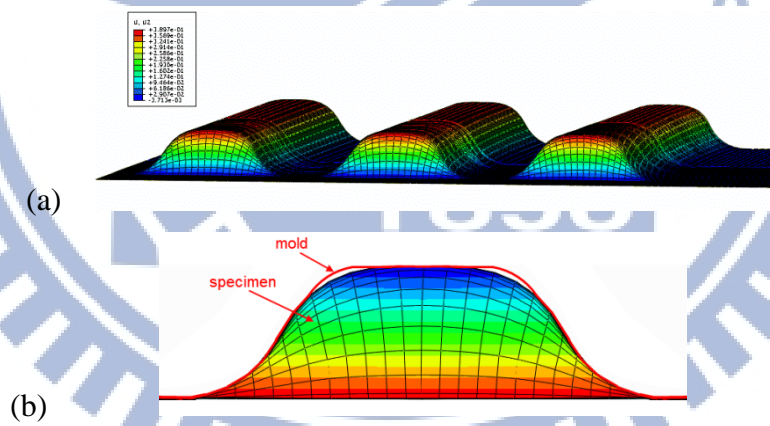 U, U2
+3.897e-01
+3.569e-01
+3.241e-01
+2.914e-01
+2.586e-01
+2.258e-01
+1.930e-01
+1.602e-01
+1.274e-01
+9.464e-02
+6.186e-02
+2.907e-02
-3.713e-03
(a)
1896
mold
specimen
(b)